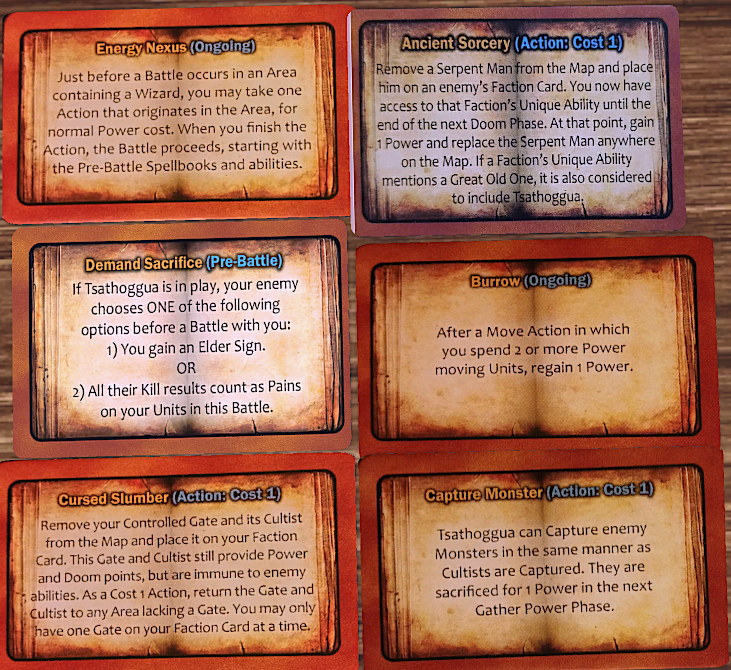 Energy Nexus (Ongoing)
Just before a Battle occurs in an Area
containing a Wizard, you may take one
Action that originates in the Area, for
normal Power cost. When you finish the
Action, the Battle proceeds, starting with
the Pre-Battle Spellbooks and abilities.
Ancient Sorcery (Action: Cost 1)
Remove a Serpent Man from the Map and place
him on an enemy's Faction Card. You now have
access to that Faction's Unique Ability until the
end of the next Doom Phase. At that point, gain
1 Power and replace the Serpent Man anywhere
on the Map. If a Faction's Unique Ability
mentions a Great Old One, it is also considered
to include Tsathoggua.
Demand Sacrifice (Pre-Battle)
If Tsathoggua is in play, your enemy
chooses ONE of the following
options before a Battle with you:
1) You gain an Elder Sign.
OR
2) All their Kill results count as Pains
on your Units in this Battle.
Burrow (Ongoing)
After a Move Action in which
you spend 2 or more Power
moving Units, regain 1 Power.
Cursed Slumber (Action: Cost 1)
Remove your Controlled Gate and its Cultist
from the Map and place it on your Faction
Card. This Gate and Cultist still provide Power
and Doom points, but are immune to enemy
abilities. As a Cost 1 Action, return the Gate and
Cultist to any Area lacking a Gate. You may only
have one Gate on your Faction Card at a time.
Capture Monster (Action: Cost 1)
Tsathoggua can Capture enemy
Monsters in the same manner as
Cultists are Captured. They are
sacrificed for 1 Power in the next
Gather Power Phase.